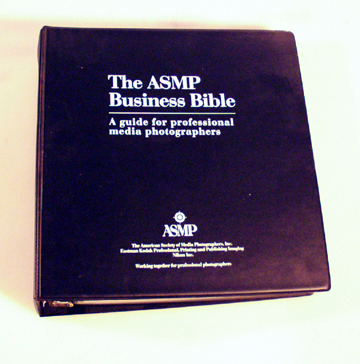 The ASMP
Business Bible
A guide for professional
media photographers
ASMP
The American Society of Media Photographers, Inc.
Eastman Kodak Professional, Printing and Publishing Imaging
Nikon Inc.
Working together for professional photographers